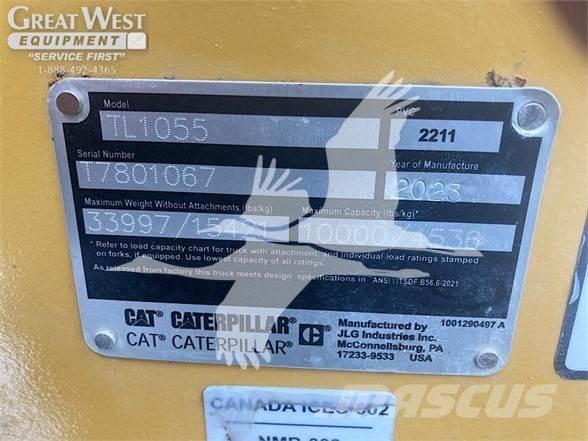 GREAT WEST
EQUIPMENT
"SERVICE FIRST"
1-888-492-4365
Model
TL1055
PVC
2211
Serial Number
T7801067
Year of Manufacture
2023
Maximum Weight Without Attachments (lbs/kg)
Maximum Capacity (lbs/kg)*
33997/15421
10000/4536
* Refer to load capacity chart for truck with attachment, and individual load ratings stamped
on forks, if equipped. Use lowest capacity of all ratings.
As released from factory this truck meets design specifications in ANSI\ITSDF B56.6-2021
CAT CATERPILLAR
CAT® CATERPILLAR®
Manufactured by
JLG Industries Inc.
McConnellsburg, PA
17233-9533 USA
1001290497 A
CANADA ICES-002
MASCUS